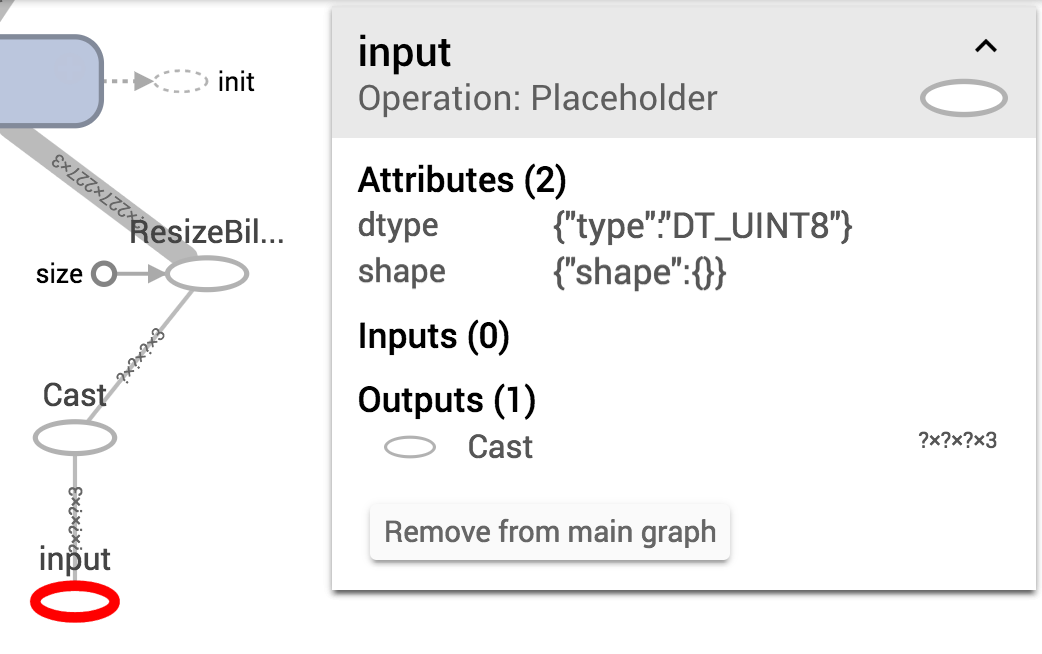 init
?×227×227×3
ResizeBil...
size
?×?×?×3
Cast
?×?×?×3
input
input
Operation: Placeholder
Attributes (2)
dtype {"type":"DT_UINT8"}
shape {"shape":{}}
Inputs (0)
Outputs (1)
Cast ?×?×?×3
Remove from main graph